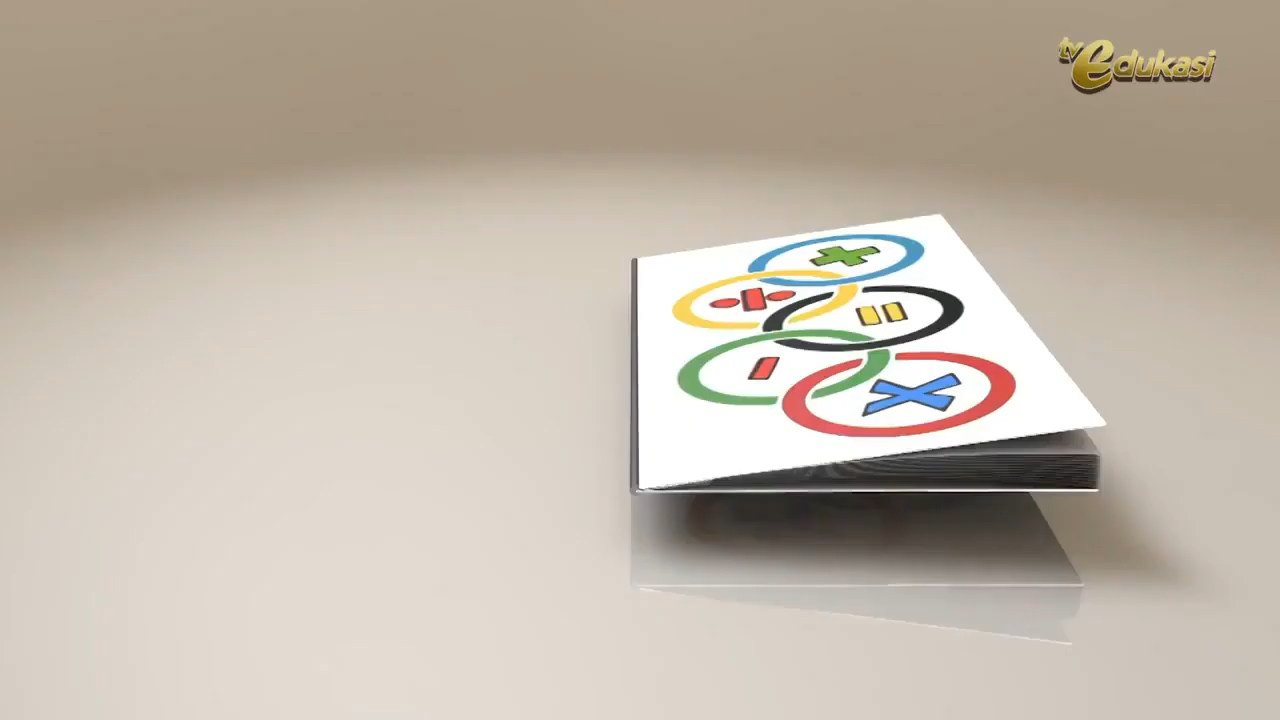 tv edukasi
+
÷ =
- ×